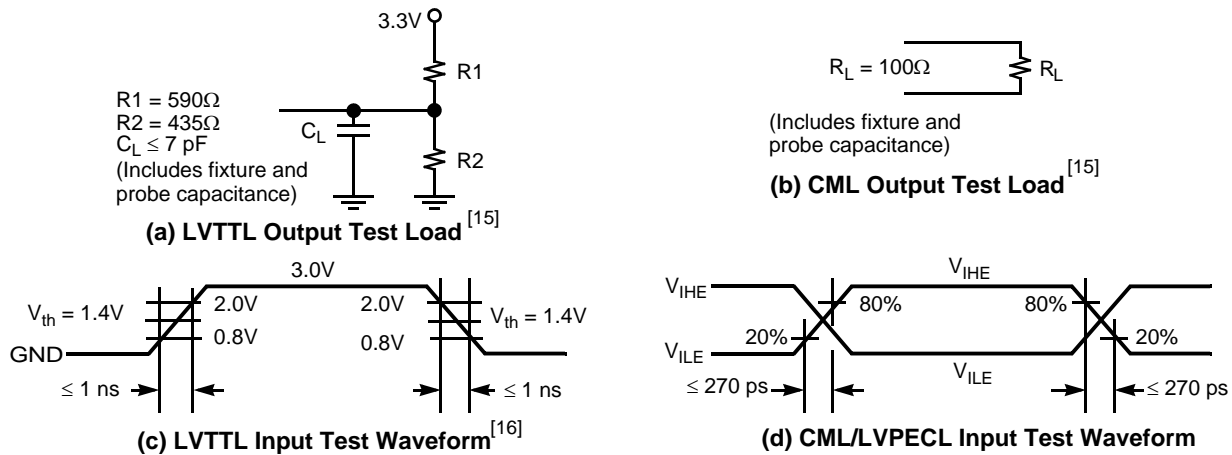 3.3V
R1
R1 = 590Ω
R2 = 435Ω
C_L ≤ 7 pF
(Includes fixture and
probe capacitance)
C_L
R2
(a) LVTTL Output Test Load [15]
R_L = 100Ω
R_L
(Includes fixture and
probe capacitance)
(b) CML Output Test Load [15]
3.0V
V_th = 1.4V
2.0V
0.8V
2.0V
0.8V
V_th = 1.4V
GND
≤ 1 ns
≤ 1 ns
(c) LVTTL Input Test Waveform [16]
V_IHE
V_IHE
80%
80%
20%
20%
V_ILE
V_ILE
≤ 270 ps
≤ 270 ps
(d) CML/LVPECL Input Test Waveform